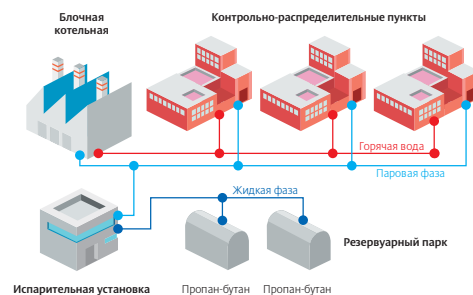 Блочная
котельная
Контрольно-распределительные пункты
Горячая вода
Паровая фаза
Жидкая фаза
Резервуарный парк
Испарительная установка
Пропан-бутан
Пропан-бутан